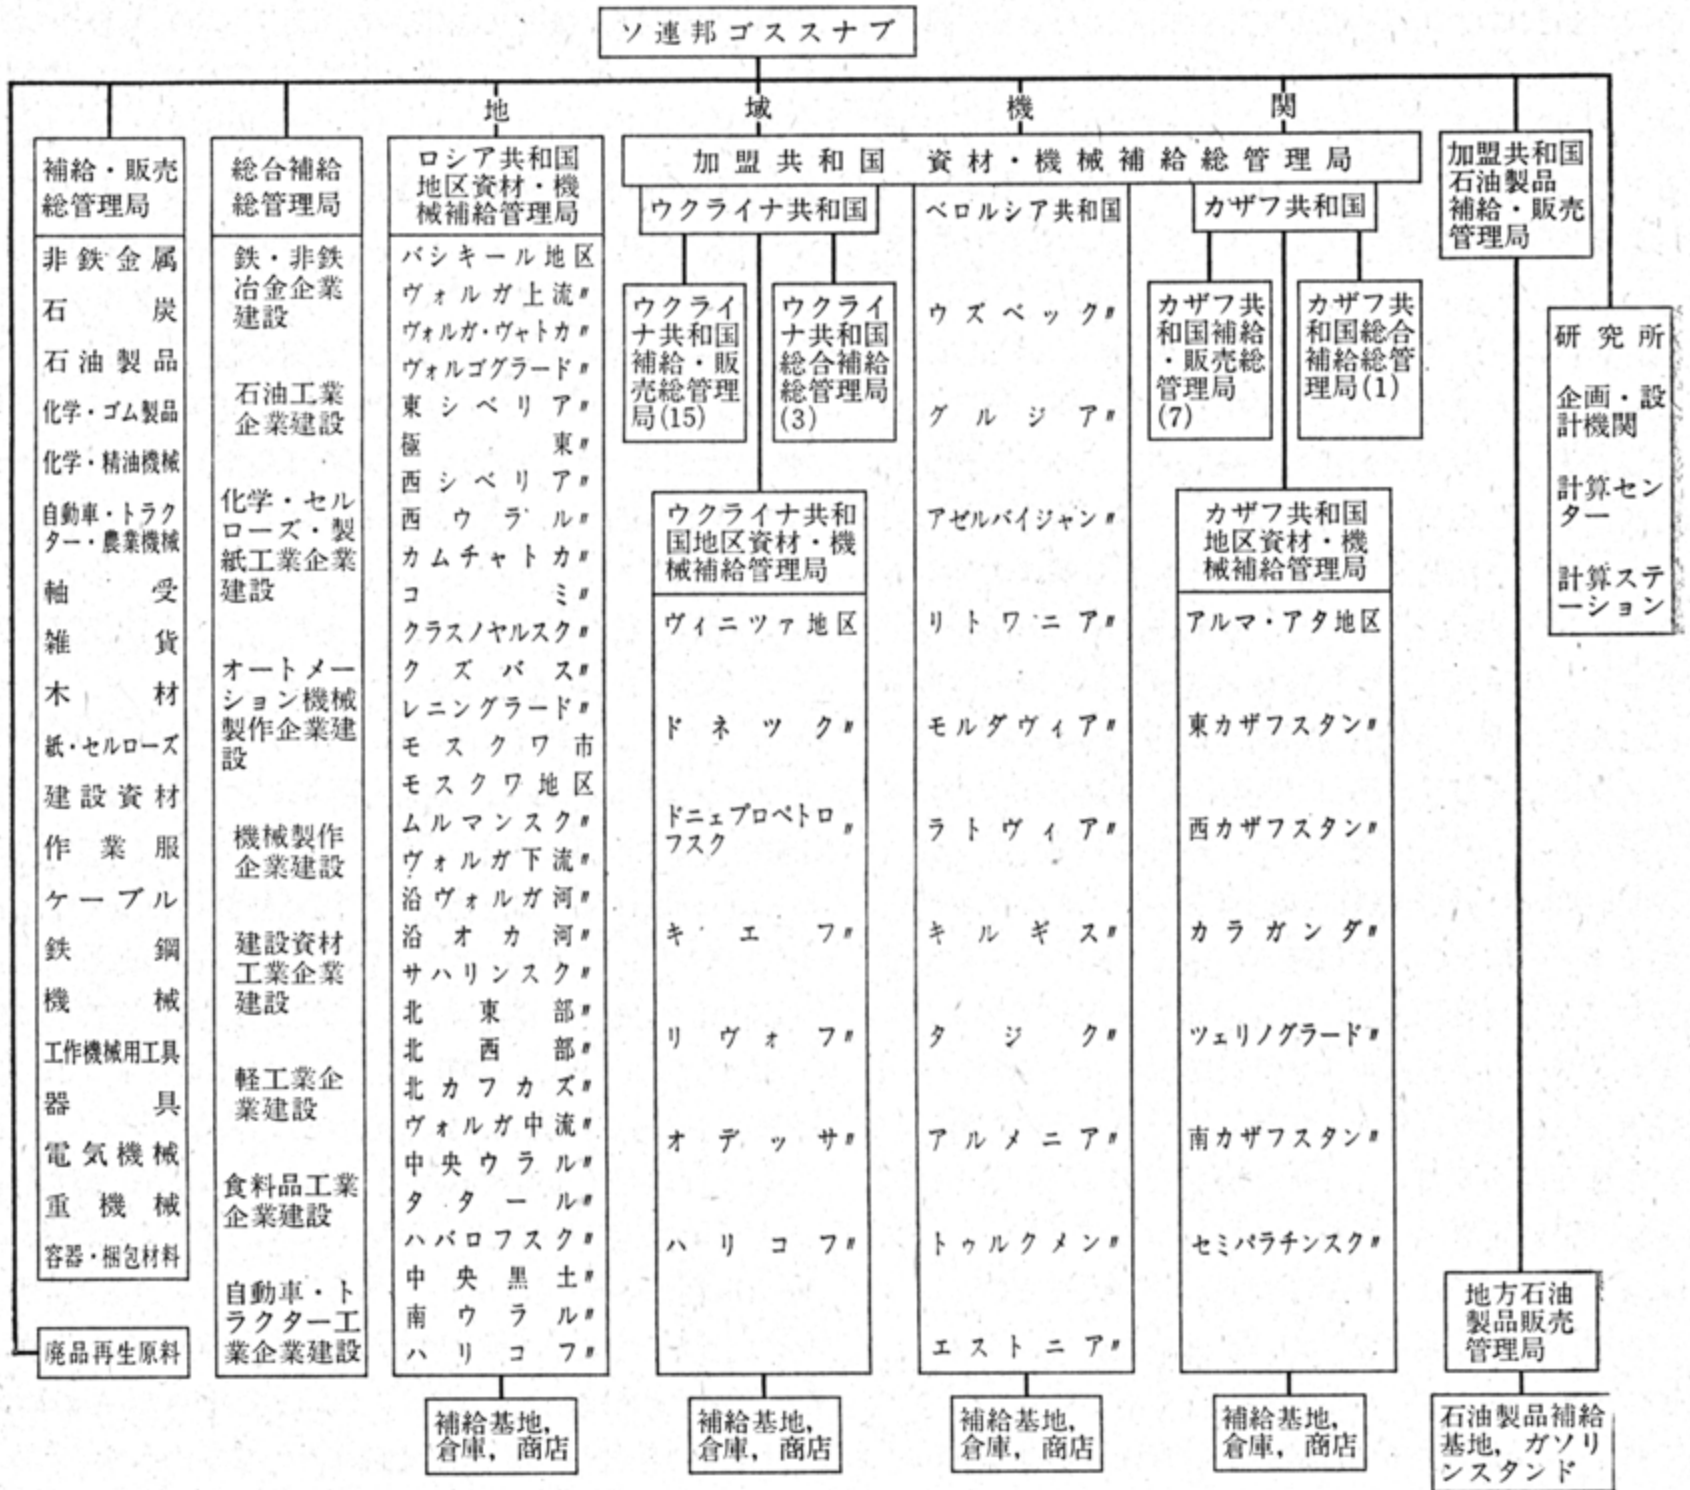 ソ連邦ゴススナブ
地域機関
補給・販売
総管理局
非鉄金属
石炭
石油製品
化学・ゴム製品
化学・精油機械
自動車・トラク
ター・農業機械
軸受
雑貨
木材
紙・セルローズ
建設資材
作業服
ケーブル
鉄鋼
機械
工作機械用工具
器具
電気機械
重機械
容器・梱包材料
廃品再生原料
総合補給
総管理局
鉄・非鉄
冶金企業
建設
石油工業
企業建設
化学・セル
ローズ・製
紙工業企業
建設
オートメー
ション機械
製作企業建
設
機械製作
企業建設
建設資材
工業企業
建設
軽工業企
業建設
食料品工業
企業建設
自動車・ト
ラクター工
業企業建設
ロシア共和国
地区資材・機
械補給管理局
バシキール地区
ヴォルガ上流〃
ヴォルガ・ヴャトカ〃
ヴォルゴグラード〃
東シベリア〃
極東〃
西シベリア〃
西ウラル〃
カムチャトカ〃
コミ〃
クラスノヤルスク〃
クズバス〃
レニングラード〃
モスクワ市
モスクワ地区
ムルマンスク〃
ヴォルガ下流〃
沿ヴォルガ河〃
沿オカ河〃
サハリンスク〃
北東部〃
北西部〃
北カフカズ〃
ヴォルガ中流〃
中央ウラル〃
タタール〃
ハバロフスク〃
中央黒土〃
南ウラル〃
ハリコフ〃
補給基地,
倉庫, 商店
加盟共和国 資材・機械補給総管理局
ウクライナ共和国
ウクライ
ナ共和国
補給・販
売総管理
局(15)
ウクライ
ナ共和国
総合補給
総管理局
(3)
ウクライナ共和
国地区資材・機
械補給管理局
ヴィニツァ地区
ドネツク〃
ドニェプロペトロ〃
フスク
キエフ〃
リヴォフ〃
オデッサ〃
ハリコフ〃
補給基地,
倉庫, 商店
ベロルシア共和国
ウズベック〃
グルジア〃
アゼルバイジャン〃
リトワニア〃
モルダヴィア〃
ラトヴィア〃
キルギス〃
タジク〃
アルメニア〃
トゥルクメン〃
エストニア〃
補給基地,
倉庫, 商店
カザフ共和国
カザフ共
和国補給
・販売総
管理局
(7)
カザフ共
和国総合
補給総管
理局(1)
カザフ共和国
地区資材・機
械補給管理局
アルマ・アタ地区
東カザフスタン〃
西カザフスタン〃
カラガンダ〃
ツェリノグラード〃
南カザフスタン〃
セミパラチンスク〃
補給基地,
倉庫, 商店
加盟共和国
石油製品
補給・販売
管理局
地方石油
製品販売
管理局
石油製品補給
基地, ガソリ
ンスタンド
研究所
企画・設
計機関
計算セン
ター
計算ステ
ーション